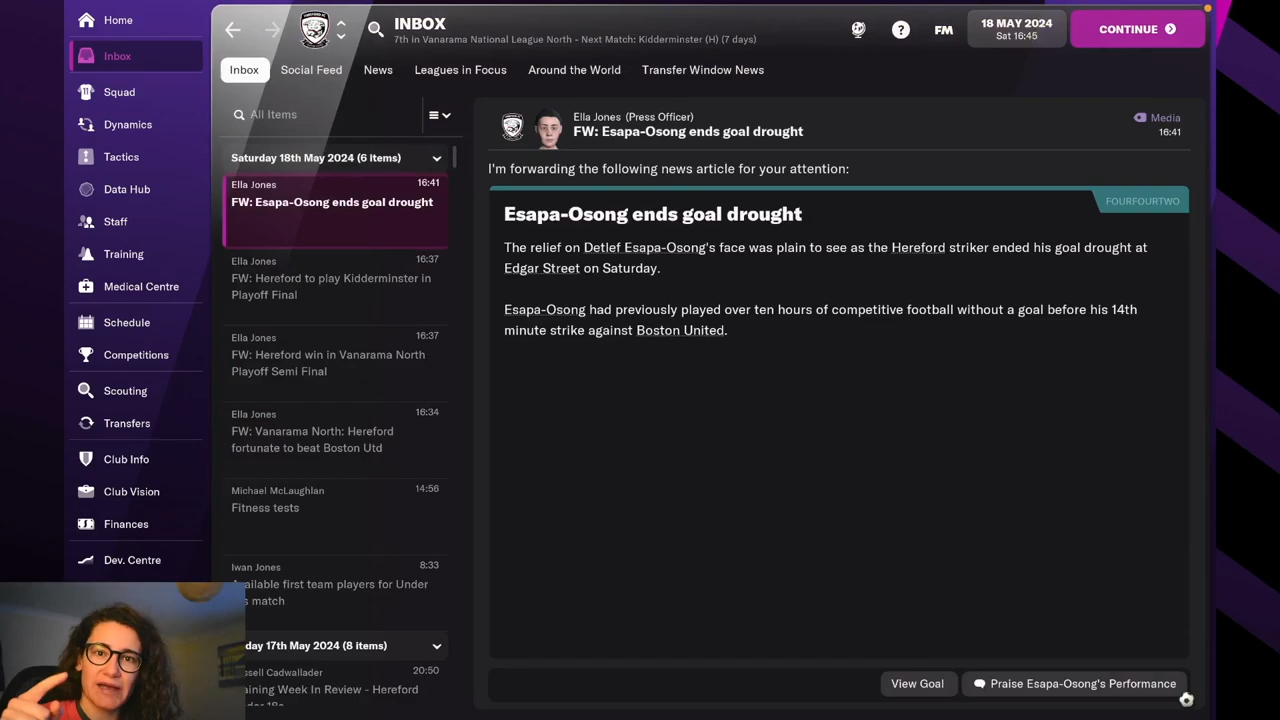 Home
Inbox
Squad
Dynamics
Tactics
Data Hub
Staff
Training
Medical Centre
Schedule
Competitions
Scouting
Transfers
Club Info
Club Vision
Finances
Dev. Centre
INBOX
7th in Vanarama National League North - Next Match: Kidderminster (H) (7 days)
?
FM
18 MAY 2024
Sat 16:45
CONTINUE
Inbox
Social Feed
News
Leagues in Focus
Around the World
Transfer Window News
All Items
Saturday 18th May 2024 (6 items)
Ella Jones 16:41
FW: Esapa-Osong ends goal drought
Ella Jones 16:37
FW: Hereford to play Kidderminster in
Playoff Final
Ella Jones 16:37
FW: Hereford win in Vanarama North
Playoff Semi Final
Ella Jones 16:34
FW: Vanarama North: Hereford
fortunate to beat Boston Utd
Michael McLaughlan 14:56
Fitness tests
Iwan Jones 8:33
Available first team players for Under
s match
day 17th May 2024 (8 items)
ssell Cadwallader 20:50
aining Week In Review - Hereford
Ella Jones (Press Officer)
FW: Esapa-Osong ends goal drought
Media
16:41
I'm forwarding the following news article for your attention:
FOURFOURTWO
Esapa-Osong ends goal drought
The relief on Detlef Esapa-Osong's face was plain to see as the Hereford striker ended his goal drought at
Edgar Street on Saturday.
Esapa-Osong had previously played over ten hours of competitive football without a goal before his 14th
minute strike against Boston United.
View Goal
Praise Esapa-Osong's Performance